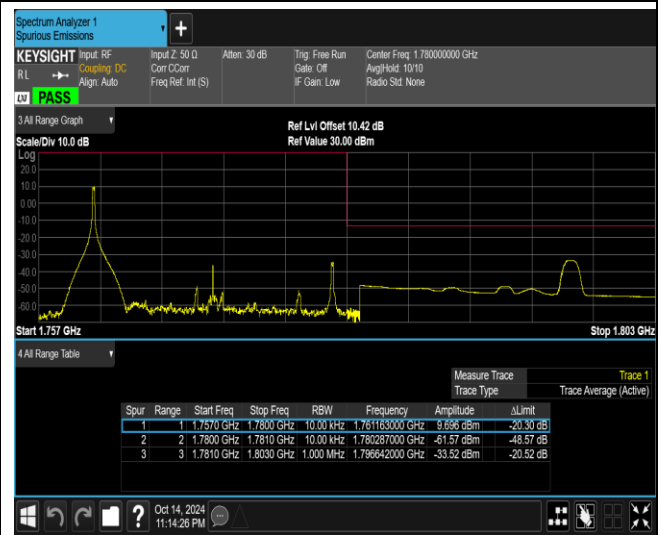 Spectrum Analyzer 1
Spurious Emissions
+
KEYSIGHT Input: RF Input Z: 50 Ω Atten: 30 dB Trig: Free Run Center Freq: 1.780000000 GHz
RL Coupling: DC Corr CCorr Gate: Off Avg|Hold: 10/10
Align: Auto Freq Ref: Int (S) IF Gain: Low Radio Std: None
LXI PASS
3 All Range Graph
Ref Lvl Offset 10.42 dB
Scale/Div 10.0 dB Ref Value 30.00 dBm
Log
20.0
10.0
0.00
-10.0
-20.0
-30.0
-40.0
-50.0
-60.0
Start 1.757 GHz Stop 1.803 GHz
4 All Range Table
Measure Trace Trace 1
Trace Type Trace Average (Active)
Spur Range Start Freq Stop Freq RBW Frequency Amplitude ΔLimit
1 1 1.7570 GHz 1.7800 GHz 10.00 kHz 1.761163000 GHz 9.696 dBm -20.30 dB
2 2 1.7800 GHz 1.7810 GHz 10.00 kHz 1.780287000 GHz -61.57 dBm -48.57 dB
3 3 1.7810 GHz 1.8030 GHz 1.000 MHz 1.796642000 GHz -33.52 dBm -20.52 dB
? Oct 14, 2024
11:14:26 PM